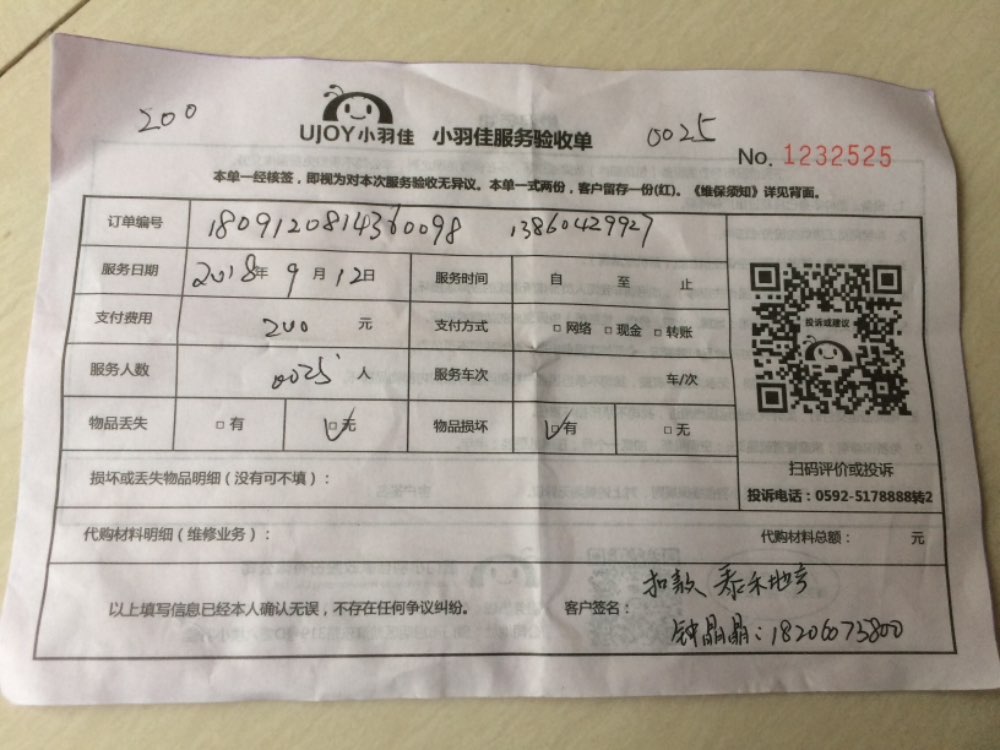 200
UJOY小羽佳 小羽佳服务验收单 0025
No. 1232525
本单一经核签，即视为对本次服务验收无异议。本单一式两份，客户留存一份(红)。《维保须知》详见背面。
订单编号 1809120814360098 13860429927
服务日期 2018年 9 月 12日 服务时间 自 至 止
支付费用 200 元 支付方式 □ 网络 □ 现金 □ 转账
投诉或建议
服务人数 0025 人 服务车次 车/次
物品丢失 □ 有 □ 无 物品损坏 □ 有 □ 无
扫码评价或投诉
损坏或丢失物品明细（没有可不填）：
投诉电话：0592-5178888转2
代购材料明细（维修业务）： 代购材料总额： 元
扣款 泰禾地产
以上填写信息已经本人确认无误，不存在任何争议纠纷。 客户签名：
钟晶晶：18206073800